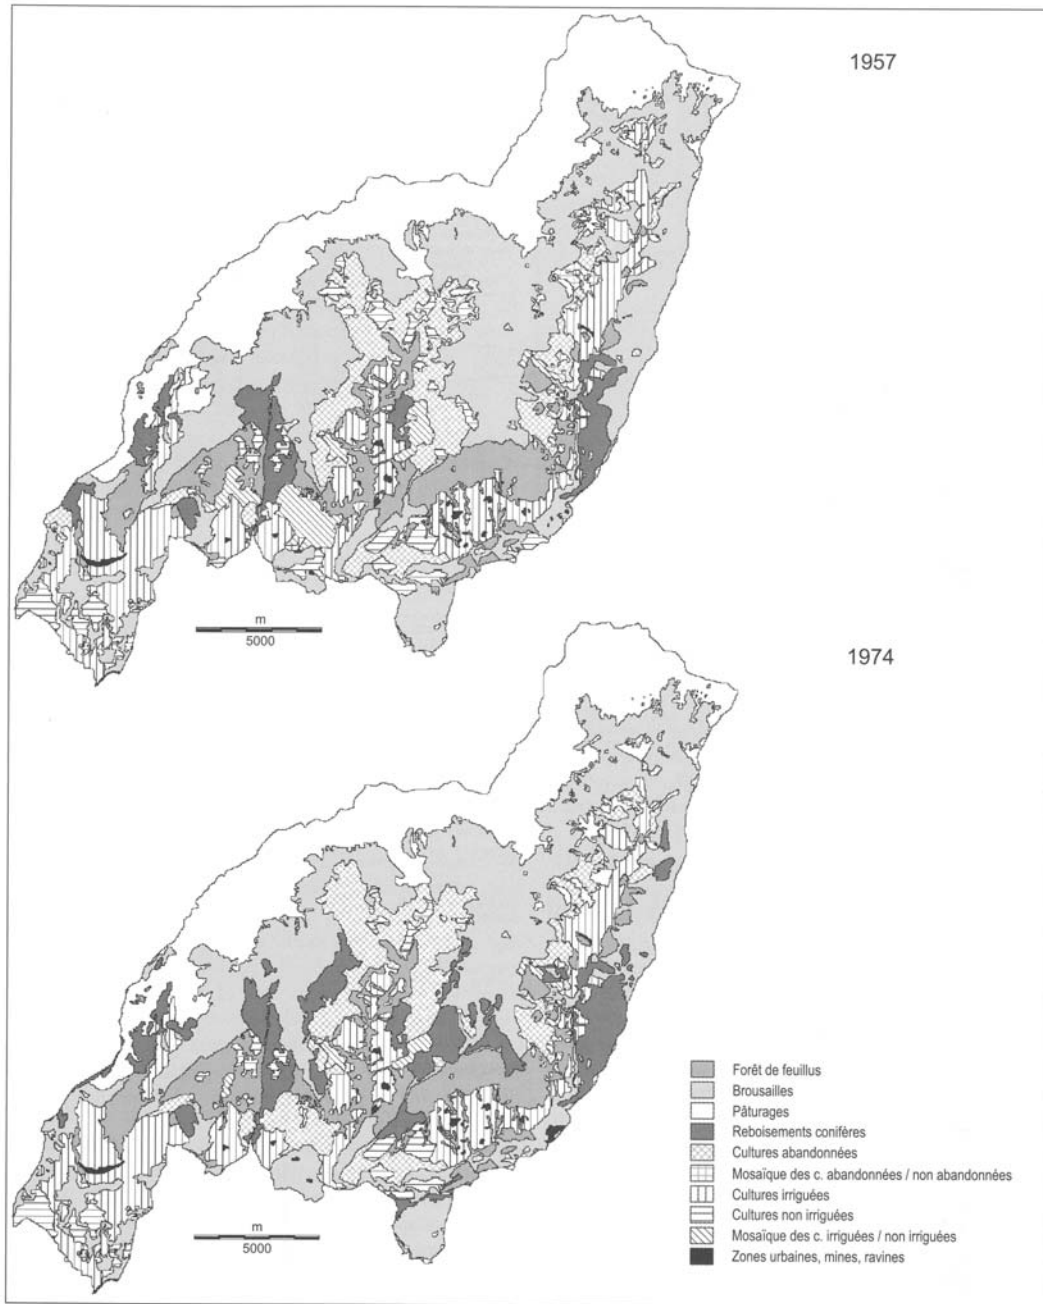 1957
m
5000
1974
m
5000
Forêt de feuillus
Brousailles
Pâturages
Reboisements conifères
Cultures abandonnées
Mosaïque des c. abandonnées / non abandonnées
Cultures irriguées
Cultures non irriguées
Mosaïque des c. irriguées / non irriguées
Zones urbaines, mines, ravines